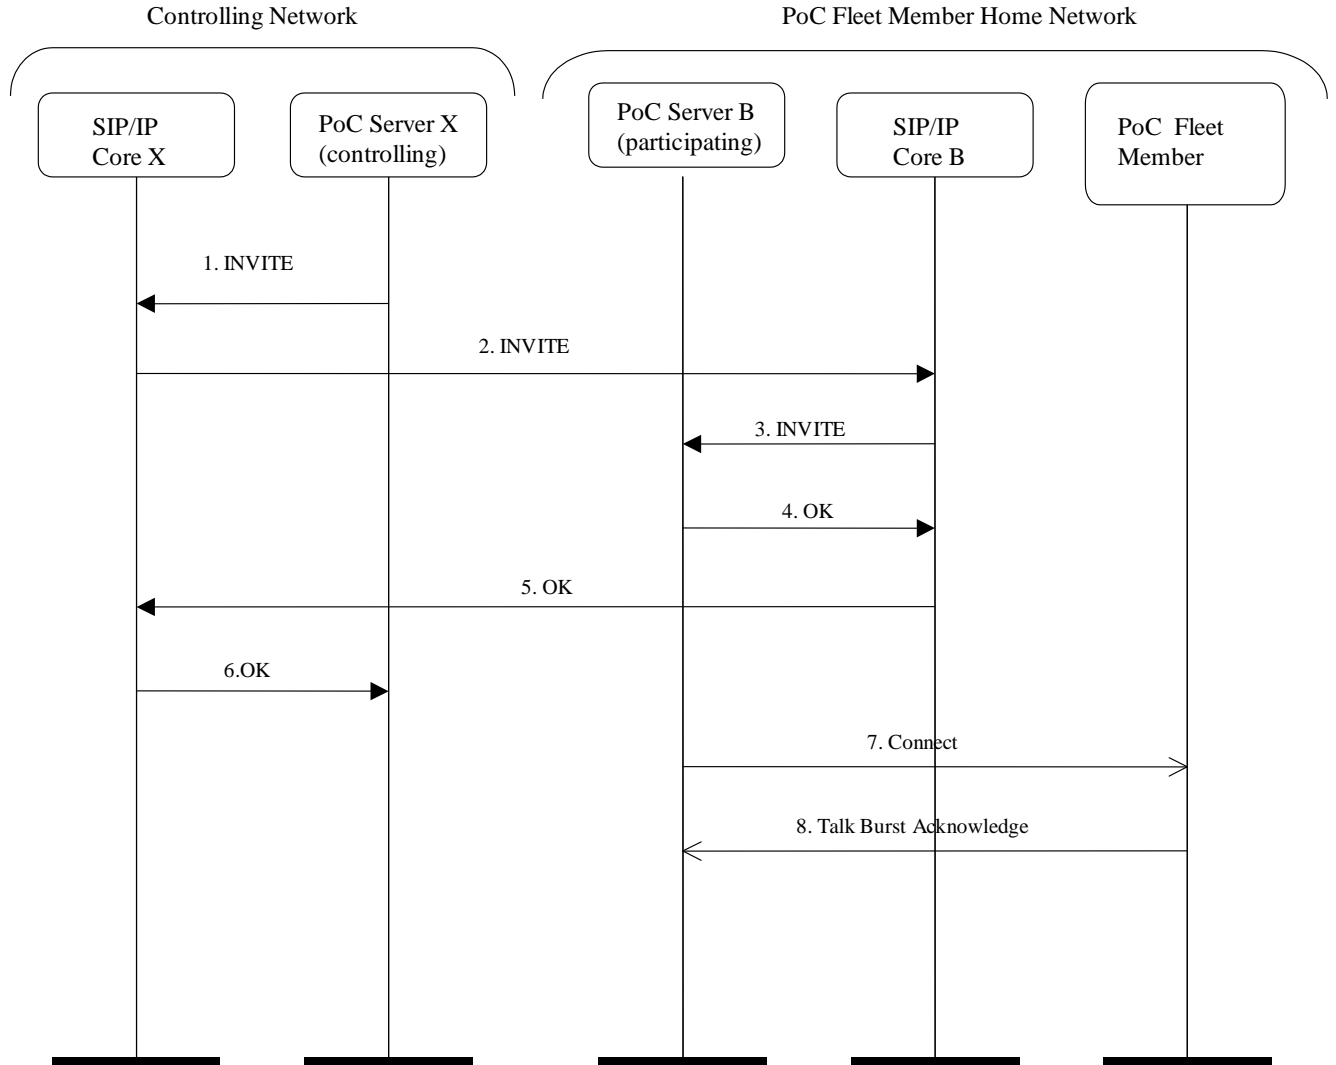 Controlling Network
PoC Fleet Member Home Network
SIP/IP
Core X
PoC Server X
(controlling)
PoC Server B
(participating)
SIP/IP
Core B
PoC Fleet
Member
1. INVITE
2. INVITE
3. INVITE
4. OK
5. OK
6.OK
7. Connect
8. Talk Burst Acknowledge